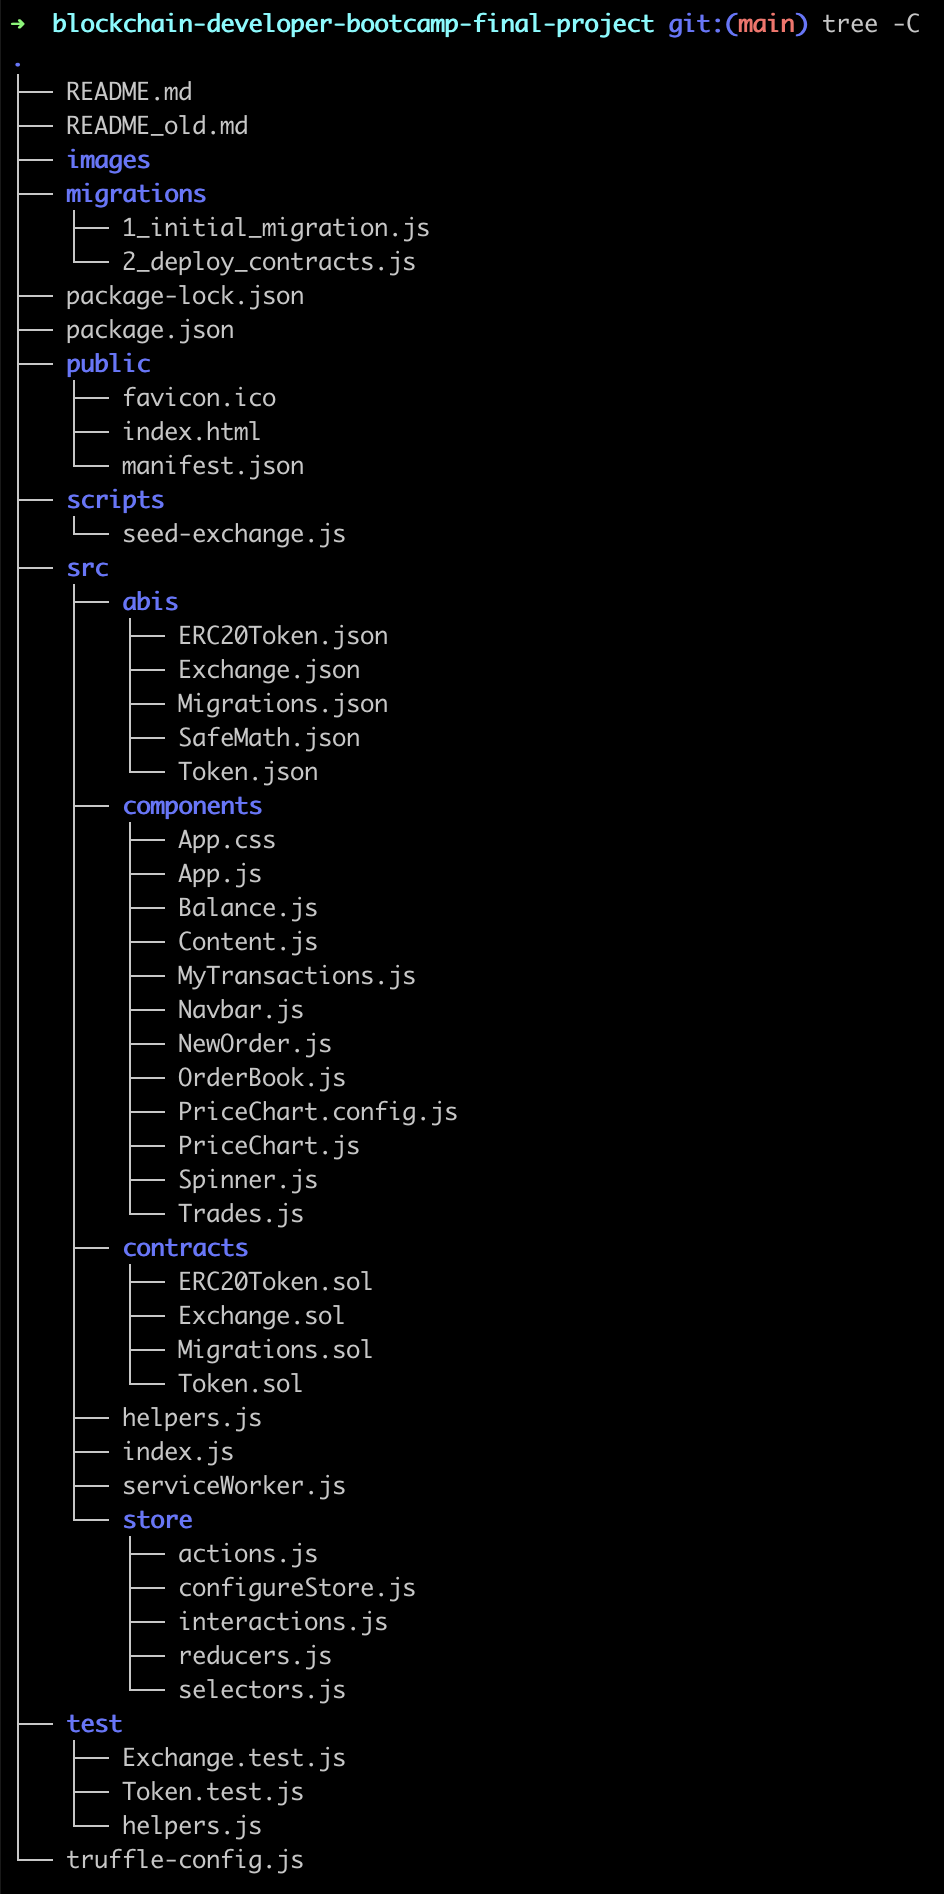 ➜  blockchain-developer-bootcamp-final-project git:(main) tree -C
.
├── README.md
├── README_old.md
├── images
├── migrations
│   ├── 1_initial_migration.js
│   └── 2_deploy_contracts.js
├── package-lock.json
├── package.json
├── public
│   ├── favicon.ico
│   ├── index.html
│   └── manifest.json
├── scripts
│   └── seed-exchange.js
├── src
│   ├── abis
│   │   ├── ERC20Token.json
│   │   ├── Exchange.json
│   │   ├── Migrations.json
│   │   ├── SafeMath.json
│   │   └── Token.json
│   ├── components
│   │   ├── App.css
│   │   ├── App.js
│   │   ├── Balance.js
│   │   ├── Content.js
│   │   ├── MyTransactions.js
│   │   ├── Navbar.js
│   │   ├── NewOrder.js
│   │   ├── OrderBook.js
│   │   ├── PriceChart.config.js
│   │   ├── PriceChart.js
│   │   ├── Spinner.js
│   │   └── Trades.js
│   ├── contracts
│   │   ├── ERC20Token.sol
│   │   ├── Exchange.sol
│   │   ├── Migrations.sol
│   │   └── Token.sol
│   ├── helpers.js
│   ├── index.js
│   ├── serviceWorker.js
│   └── store
│       ├── actions.js
│       ├── configureStore.js
│       ├── interactions.js
│       ├── reducers.js
│       └── selectors.js
├── test
│   ├── Exchange.test.js
│   ├── Token.test.js
│   └── helpers.js
└── truffle-config.js